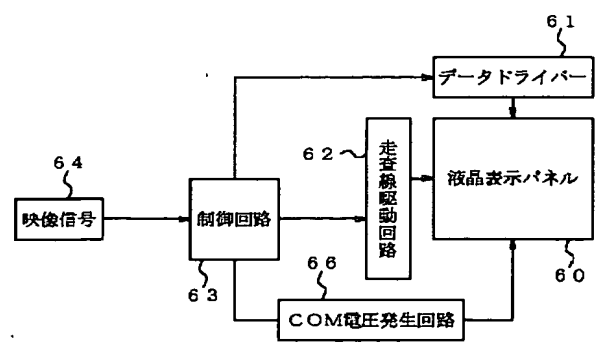 61
データドライバー
62
走査線駆動回路
液晶表示パネル
64
映像信号
制御回路
63
66
60
COM電圧発生回路